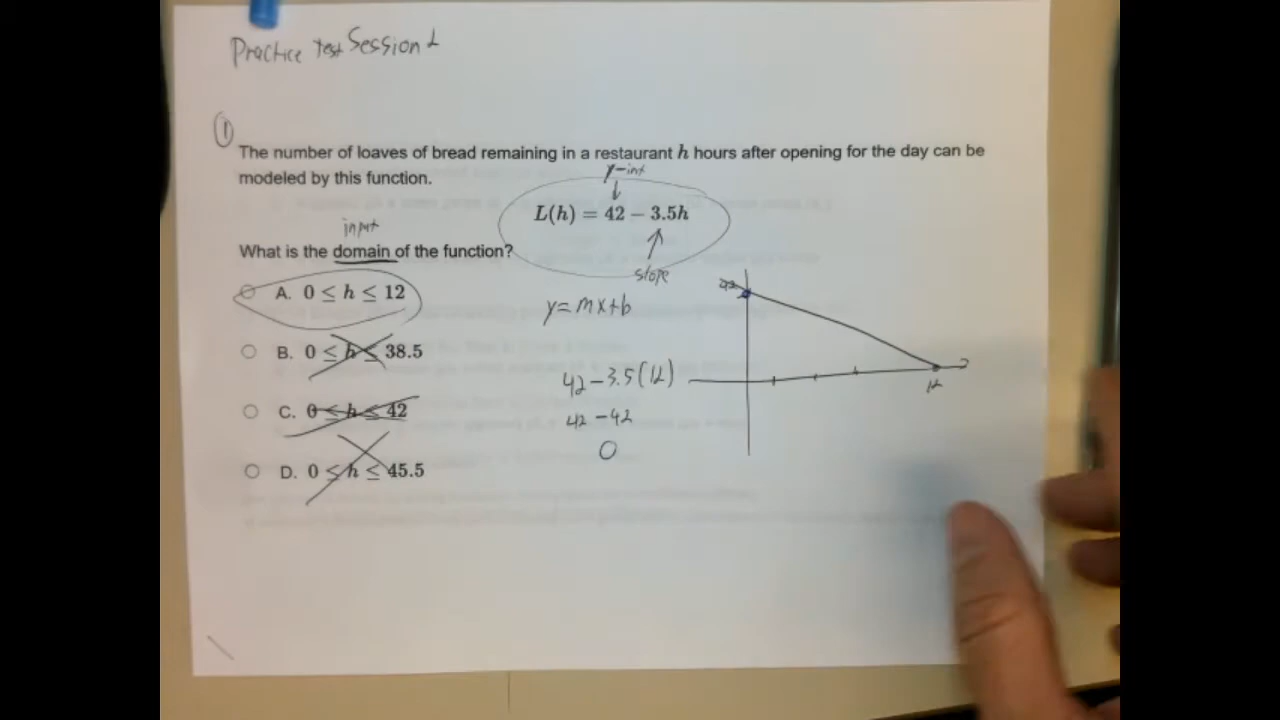 Practice test Session 1
1
The number of loaves of bread remaining in a restaurant h hours after opening for the day can be
modeled by this function.
y-int
L(h) = 42 − 3.5h
slope
input
What is the domain of the function?
A. 0 ≤ h ≤ 12
B. 0 ≤ h ≤ 38.5
C. 0 ≤ h ≤ 42
D. 0 ≤ h ≤ 45.5
y=mx+b
42-3.5(12)
42-42
0
42
12